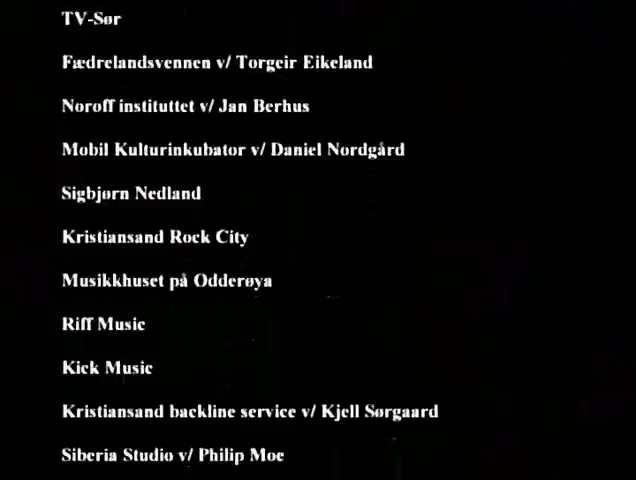 TV-Sør
Fædrelandsvennen v/ Torgeir Eikeland
Noroff instituttet v/ Jan Berhus
Mobil Kulturinkubator v/ Daniel Nordgård
Sigbjørn Nedland
Kristiansand Rock City
Musikkhuset på Odderøya
Riff Music
Kick Music
Kristiansand backline service v/ Kjell Sørgaard
Siberia Studio v/ Philip Moe